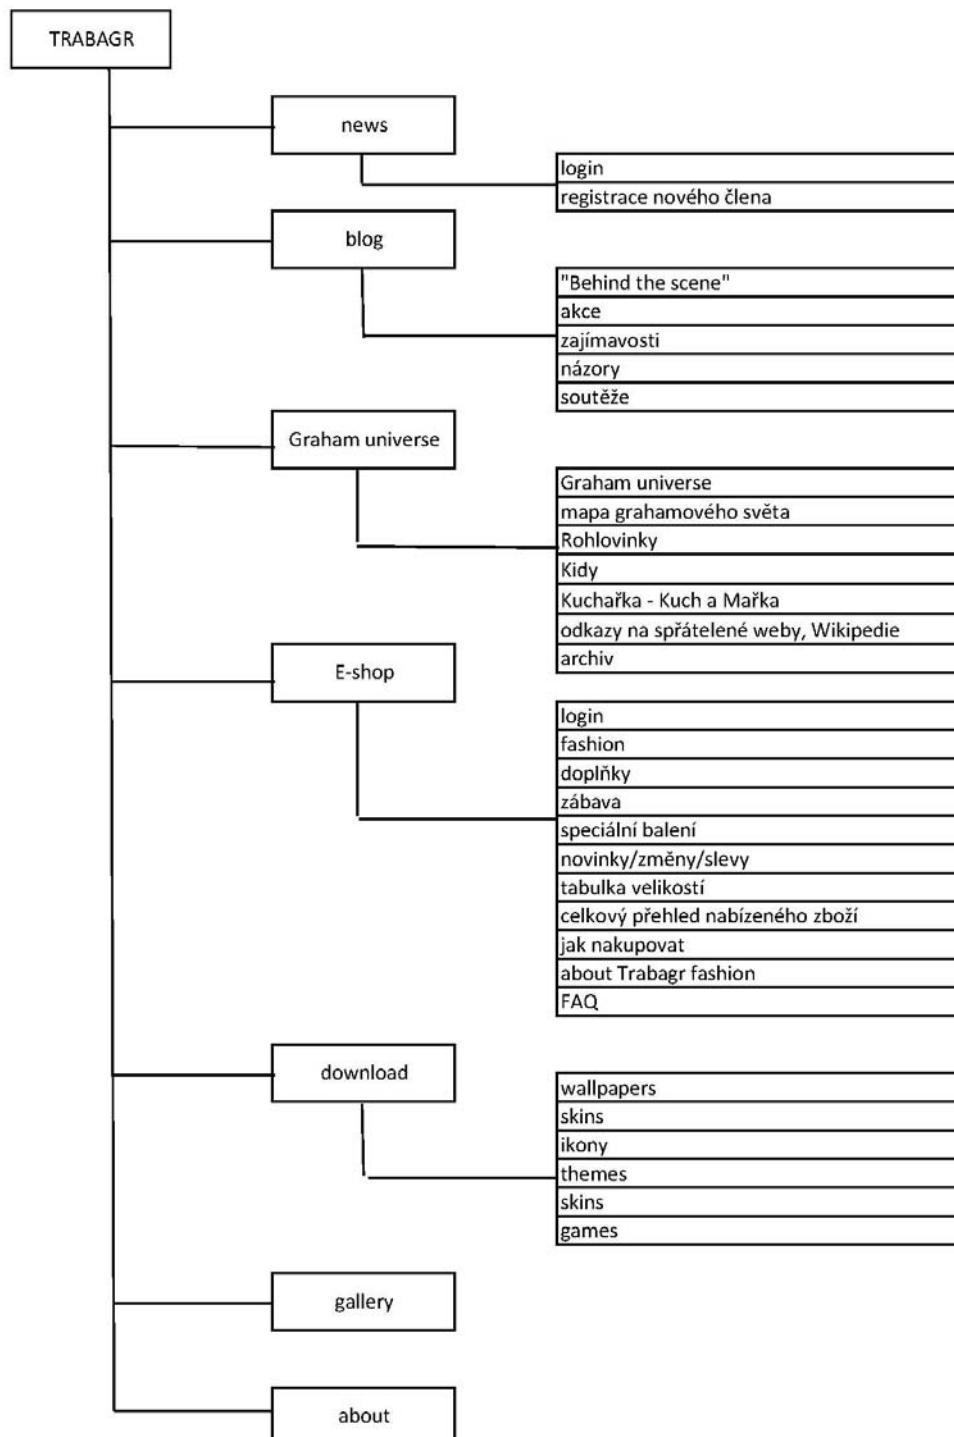 TRABAGR
news
login
registrace nového člena
blog
"Behind the scene"
akce
zajímavosti
názory
soutěže
Graham universe
Graham universe
mapa grahamového světa
Rohlovinky
Kidy
Kuchařka - Kuch a Mařka
odkazy na spřátelené weby, Wikipedie
archiv
E-shop
login
fashion
doplňky
zábava
speciální balení
novinky/změny/slevy
tabulka velikostí
celkový přehled nabízeného zboží
jak nakupovat
about Trabagr fashion
FAQ
download
wallpapers
skins
ikony
themes
skins
games
gallery
about